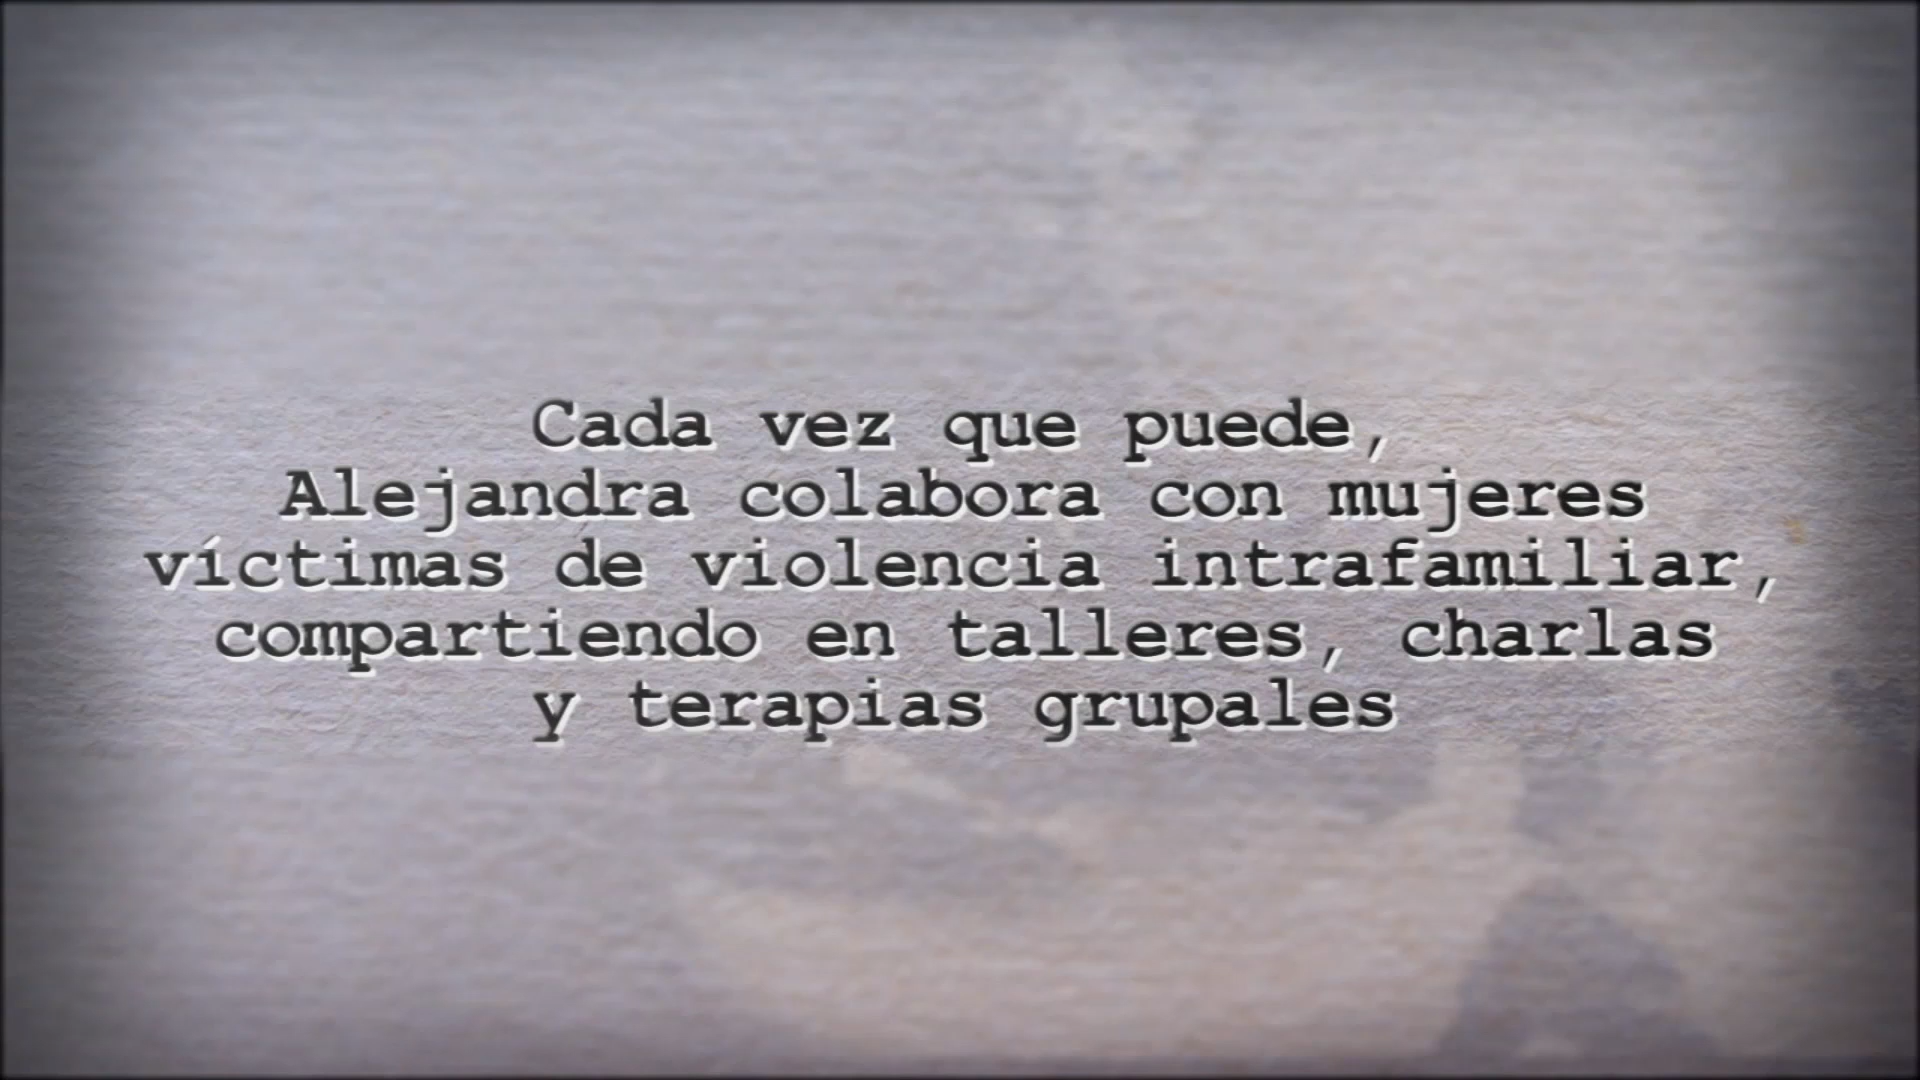 Cada vez que puede,
Alejandra colabora con mujeres
víctimas de violencia intrafamiliar,
compartiendo en talleres, charlas
y terapias grupales